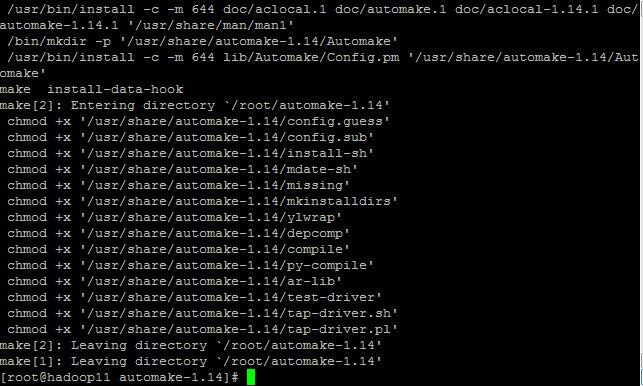 /usr/bin/install -c -m 644 doc/aclocal.1 doc/automake.1 doc/aclocal-1.14.1 doc/
automake-1.14.1 '/usr/share/man/man1'
/bin/mkdir -p '/usr/share/automake-1.14/Automake'
/usr/bin/install -c -m 644 lib/Automake/Config.pm '/usr/share/automake-1.14/Aut
omake'
make  install-data-hook
make[2]: Entering directory `/root/automake-1.14'
chmod +x '/usr/share/automake-1.14/config.guess'
chmod +x '/usr/share/automake-1.14/config.sub'
chmod +x '/usr/share/automake-1.14/install-sh'
chmod +x '/usr/share/automake-1.14/mdate-sh'
chmod +x '/usr/share/automake-1.14/missing'
chmod +x '/usr/share/automake-1.14/mkinstalldirs'
chmod +x '/usr/share/automake-1.14/ylwrap'
chmod +x '/usr/share/automake-1.14/depcomp'
chmod +x '/usr/share/automake-1.14/compile'
chmod +x '/usr/share/automake-1.14/py-compile'
chmod +x '/usr/share/automake-1.14/ar-lib'
chmod +x '/usr/share/automake-1.14/test-driver'
chmod +x '/usr/share/automake-1.14/tap-driver.sh'
chmod +x '/usr/share/automake-1.14/tap-driver.pl'
make[2]: Leaving directory `/root/automake-1.14'
make[1]: Leaving directory `/root/automake-1.14'
[root@hadoop11 automake-1.14]#